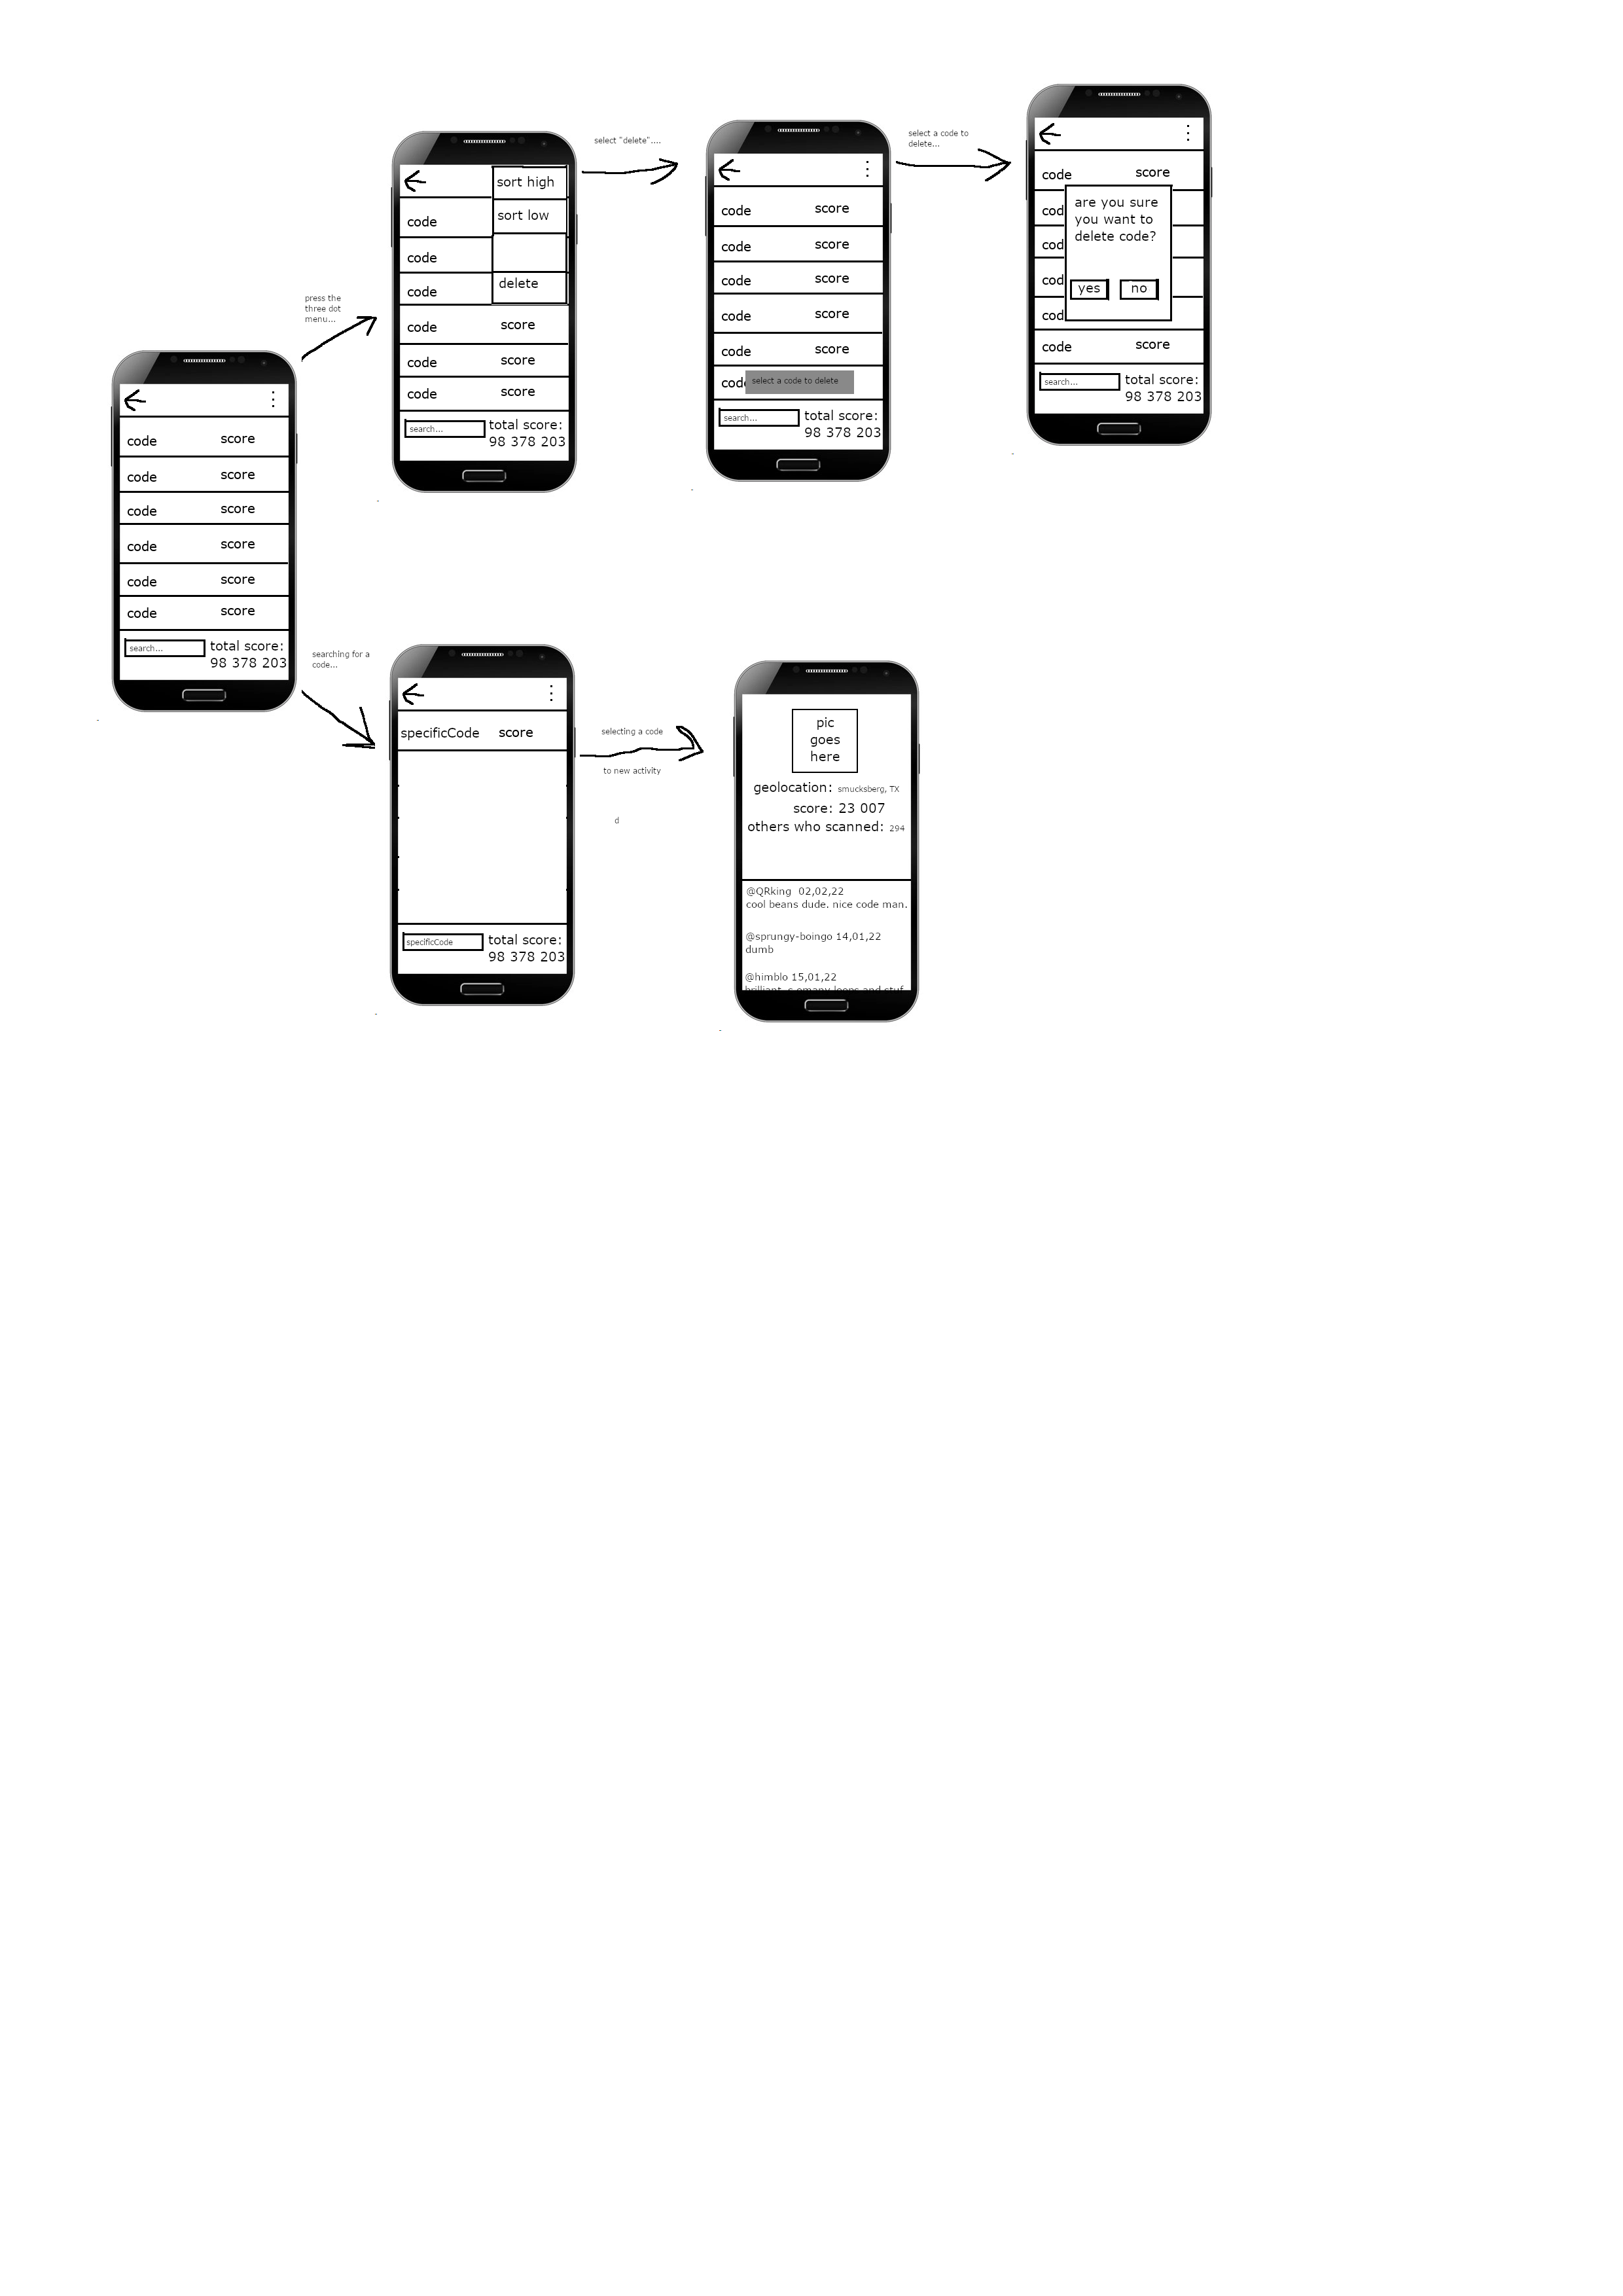 code score
code score
code score
code score
code score
code score
search... total score:
98 378 203
press the
three dot
menu...
sort high
sort low
delete
code
code
code
code score
code score
code score
search... total score:
98 378 203
select "delete"....
code score
code score
code score
code score
code score
cod select a code to delete
search... total score:
98 378 203
select a code to
delete...
code score
cod
cod
cod
cod
are you sure
you want to
delete code?
yes no
code score
search... total score:
98 378 203
searching for a
code...
specificCode score
specificCode total score:
98 378 203
selecting a code
to new activity
d
pic
goes
here
geolocation: smucksberg, TX
score: 23 007
others who scanned: 294
@QRking 02,02,22
cool beans dude. nice code man.
@sprungy-boingo 14,01,22
dumb
@himblo 15,01,22
brilliant. s omany loops and stuf